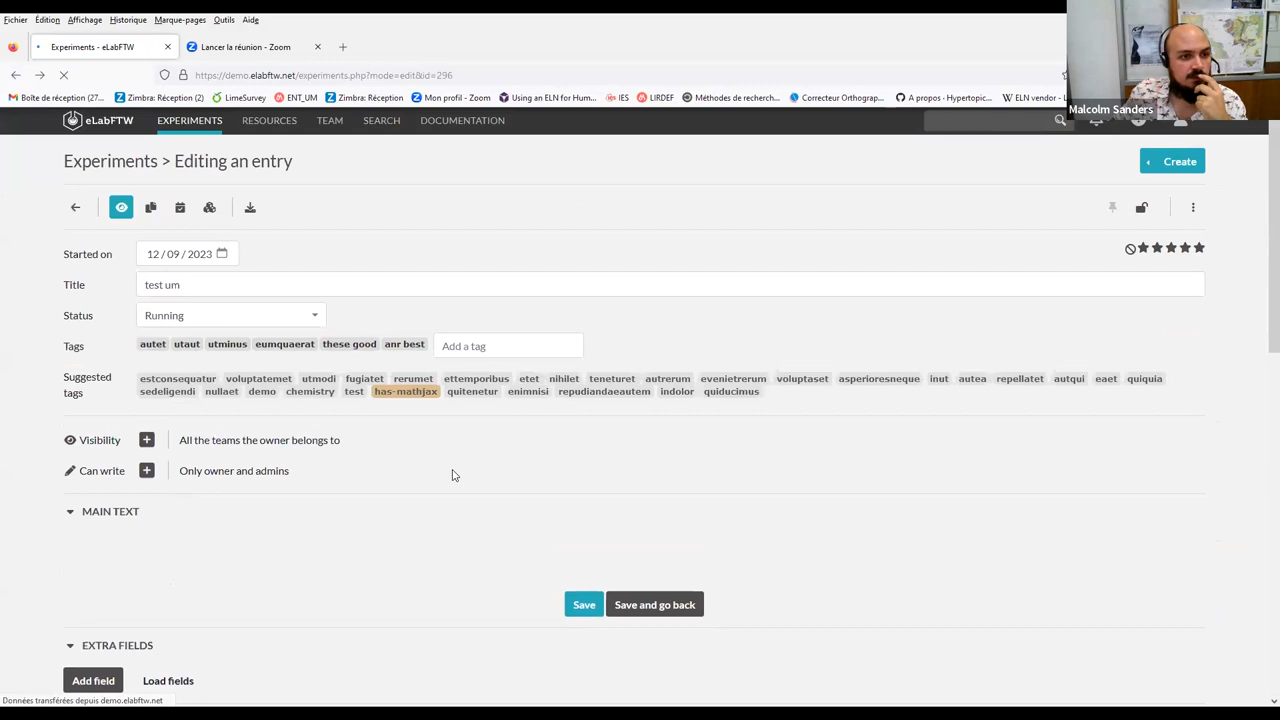 Fichier Édition Affichage Historique Marque-pages Outils Aide
Experiments - eLabFTW × Lancer la réunion - Zoom × +
https://demo.elabftw.net/experiments.php?mode=edit&id=296
Boîte de réception (27... Zimbra: Réception (2) LimeSurvey ENT_UM Zimbra: Réception Mon profil - Zoom Using an ELN for Hum... IES LIRDEF Méthodes de recherch... Correcteur Orthograp... A propos · Hypertopic... ELN vendor - L
Malcolm Sanders
eLabFTW EXPERIMENTS RESOURCES TEAM SEARCH DOCUMENTATION
Experiments > Editing an entry
Create
Started on 12 / 09 / 2023
Title test um
Status Running
Tags autet utaut utminus eumquaerat these good anr best Add a tag
Suggested tags estconsequatur voluptatemet utmodi fugiatet rerumet ettemporibus etet nihilet teneturet autrerum evenietrerum voluptaset asperioresneque inut autea repellatet autqui eaet quiquia
sedeligendi nullaet demo chemistry test has-mathjax quitenetur enimnisi repudiandaeautem indolor quiducimus
Visibility + All the teams the owner belongs to
Can write + Only owner and admins
MAIN TEXT
Save Save and go back
EXTRA FIELDS
Add field Load fields
Données transférées depuis demo.elabftw.net